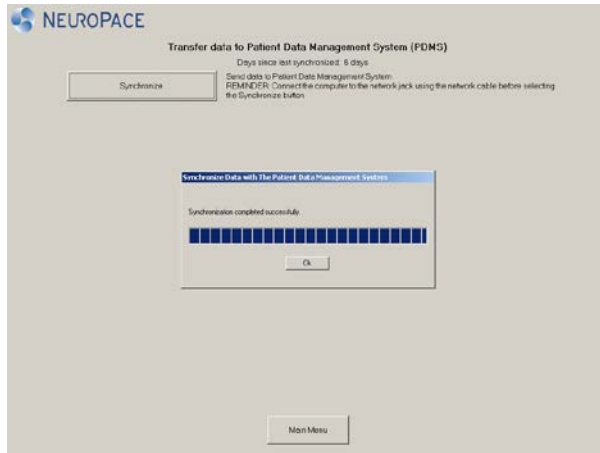 NEUROPACE
Transfer data to Patient Data Management System (PDMS)
Days since last synchronized: 6 days
Synchronize
Send data to Patient Data Management System
REMINDER: Connect the computer to the network jack using the network cable before selecting
the Synchronize button
Synchronize Data with The Patient Data Management System
Synchronization completed successfully.
Ok
Main Menu